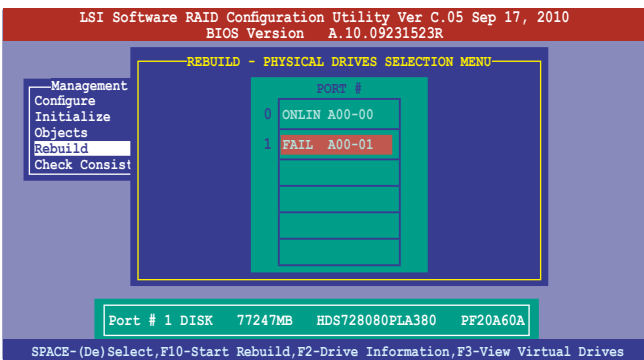 LSI Software RAID Configuration Utility Ver C.05 Sep 17, 2010
BIOS Version A.10.09231523R
REBUILD - PHYSICAL DRIVES SELECTION MENU
Management
Configure
Initialize
Objects
Rebuild
Check Consist
PORT #
0 ONLIN A00-00
1 FAIL A00-01
Port # 1 DISK 77247MB HDS728080PLA380 PF20A60A
SPACE-(De)Select,F10-Start Rebuild,F2-Drive Information,F3-View Virtual Drives